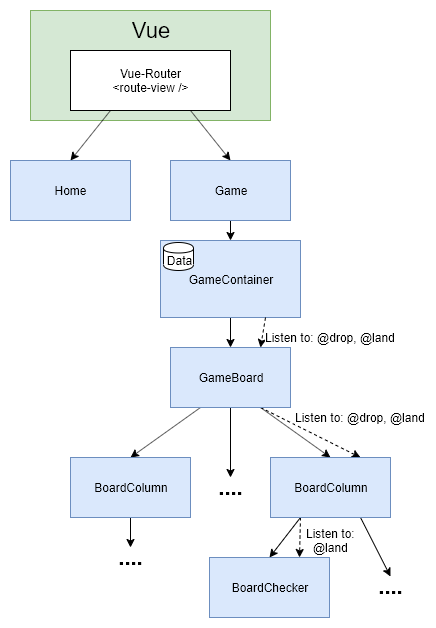 Vue
Vue-Router
<route-view />
Home
Game
Data
GameContainer
Listen to: @drop, @land
GameBoard
Listen to: @drop, @land
BoardColumn
....
BoardColumn
....
Listen to:
@land
BoardChecker
....